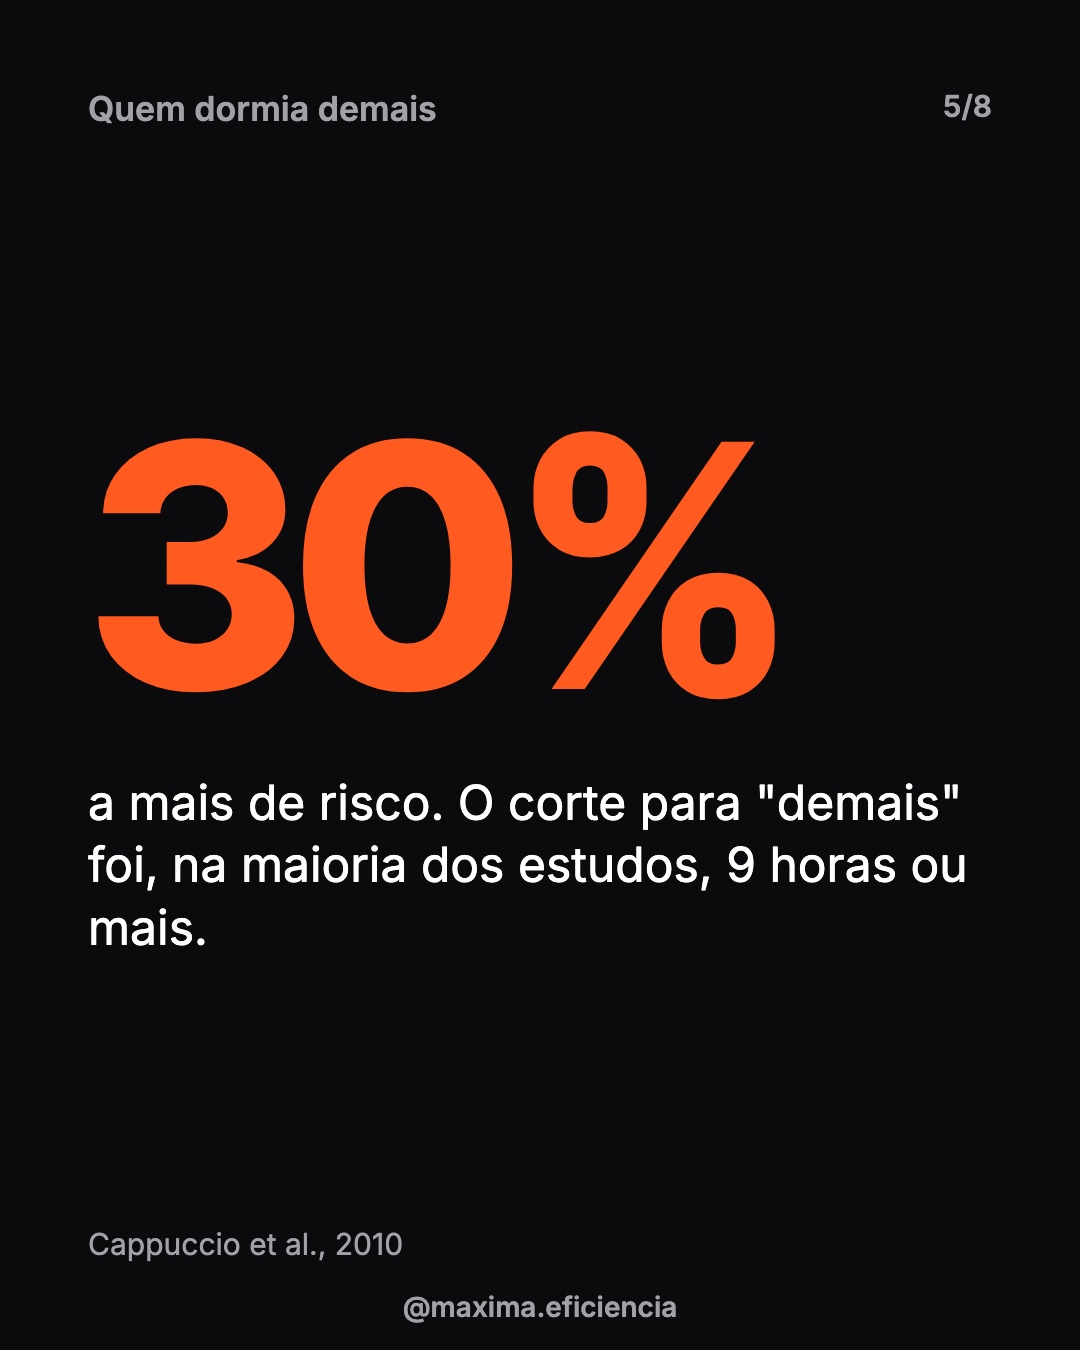 Quem dormia demais
5/8
30%
a mais de risco. O corte para "demais"
foi, na maioria dos estudos, 9 horas ou
mais.
Cappuccio et al., 2010
@maxima.eficiencia